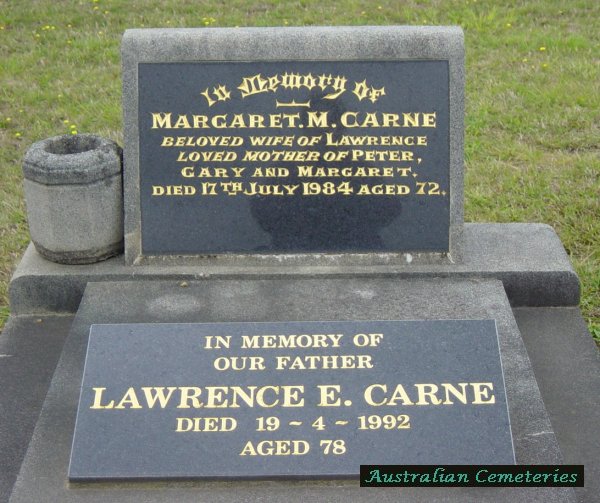 In Memory of
MARGARET. M. CARNE
BELOVED WIFE OF LAWRENCE
LOVED MOTHER OF PETER,
GARY AND MARGARET.
DIED 17TH JULY 1984 AGED 72.
IN MEMORY OF
OUR FATHER
LAWRENCE E. CARNE
DIED 19 ~ 4 ~ 1992
AGED 78
Australian Cemeteries